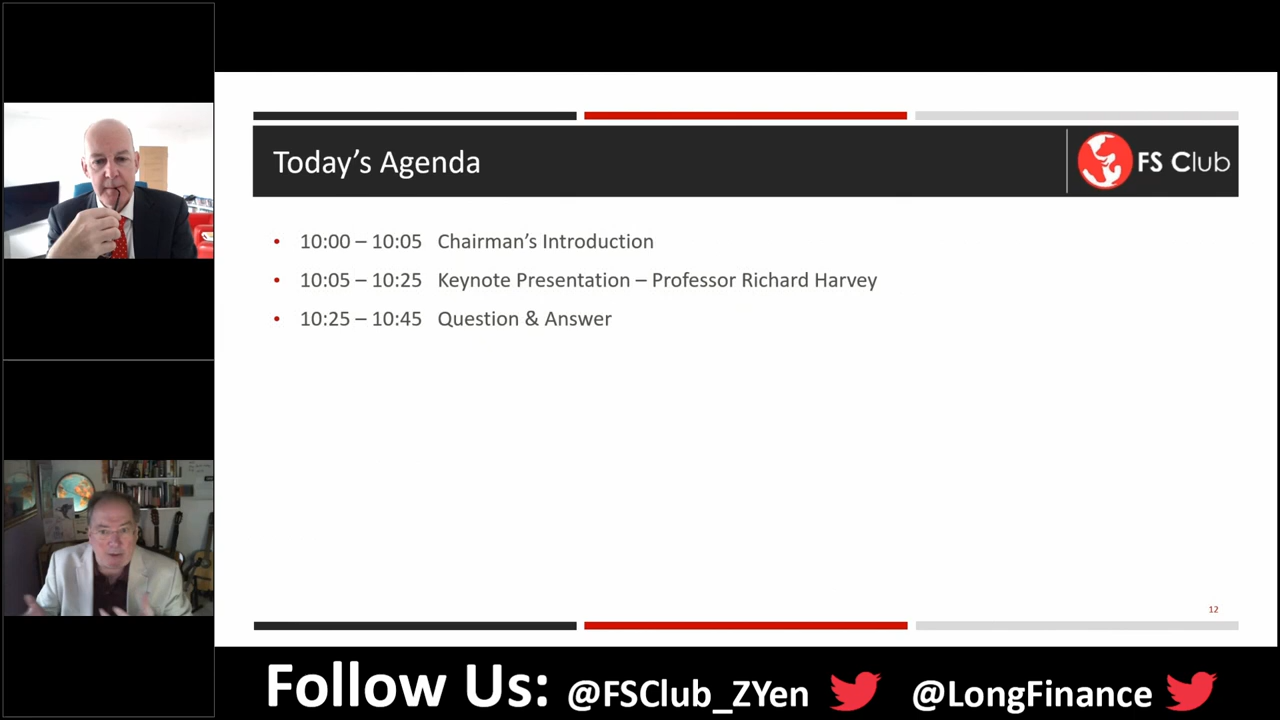 Today’s Agenda
FS Club
• 10:00 – 10:05 Chairman’s Introduction
• 10:05 – 10:25 Keynote Presentation – Professor Richard Harvey
• 10:25 – 10:45 Question & Answer
12
Follow Us: @FSClub_ZYen @LongFinance